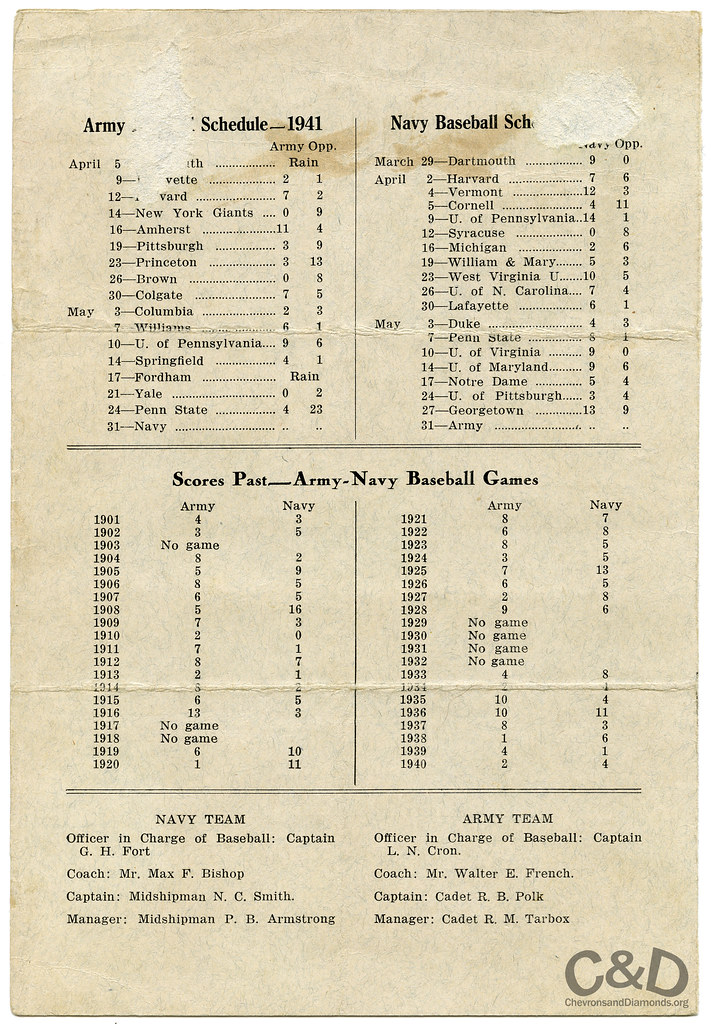 Army Schedule—1941
Army Opp.
April 5 ................. Rain
9— ................. 2 1
12— ................. 7 2
14—New York Giants .... 0 9
16—Amherst ................. 11 4
19—Pittsburgh ................. 3 9
23—Princeton ................. 3 13
26—Brown ................. 0 8
30—Colgate ................. 7 5
May 3—Columbia ................. 2 3
7—Williams ................. 6 1
10—U. of Pennsylvania.... 9 6
14—Springfield ................. 4 1
17—Fordham ................. Rain
21—Yale ................. 0 2
24—Penn State ................. 4 23
31—Navy ................. .. ..
Navy Baseball
Navy Opp.
March 29—Dartmouth ................. 9 0
April 2—Harvard ................. 7 6
4—Vermont ................. 12 3
5—Cornell ................. 4 11
9—U. of Pennsylvania.. 14 1
12—Syracuse ................. 0 8
16—Michigan ................. 2 6
19—William & Mary....... 5 3
23—West Virginia U....... 10 5
26—U. of N. Carolina.... 7 4
30—Lafayette ................. 6 1
May 3—Duke ................. 4 3
7—Penn State ................. 8 1
10—U. of Virginia ............ 9 0
14—U. of Maryland........ 9 6
17—Notre Dame ............ 5 4
24—U. of Pittsburgh...... 3 4
27—Georgetown ............ 13 9
31—Army ................. .. ..
Scores Past—Army-Navy Baseball Games
Army Navy
1901 4 3
1902 3 5
1903 No game
1904 8 2
1905 5 9
1906 8 5
1907 6 5
1908 5 16
1909 7 3
1910 2 0
1911 7 1
1912 8 7
1913 2 1
1914 2
1915 6 5
1916 13 3
1917 No game
1918 No game
1919 6 10
1920 1 11
Army Navy
1921 8 7
1922 6 8
1923 8 5
1924 3 5
1925 7 13
1926 6 5
1927 2 8
1928 9 6
1929 No game
1930 No game
1931 No game
1932 No game
1933 4 8
1934 2 4
1935 10 4
1936 10 11
1937 8 3
1938 1 6
1939 4 1
1940 2 4
NAVY TEAM
Officer in Charge of Baseball: Captain
G. H. Fort
Coach: Mr. Max F. Bishop
Captain: Midshipman N. C. Smith.
Manager: Midshipman P. B. Armstrong
ARMY TEAM
Officer in Charge of Baseball: Captain
L. N. Cron.
Coach: Mr. Walter E. French.
Captain: Cadet R. B. Polk
Manager: Cadet R. M. Tarbox
C&D
ChevronsandDiamonds.org